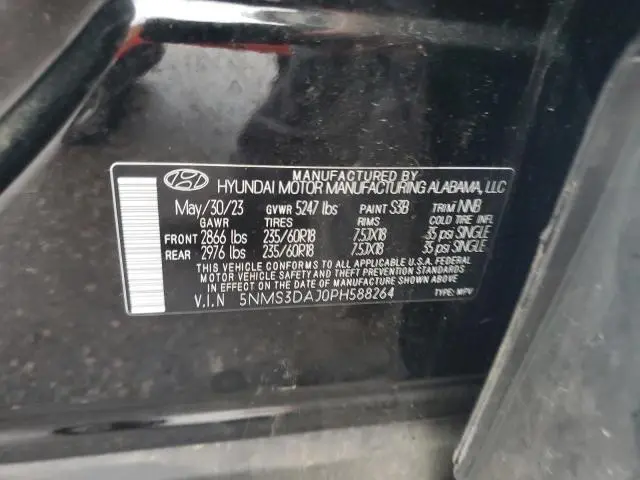 MANUFACTURED BY
HYUNDAI MOTOR MANUFACTURING ALABAMA, LLC
May/30/23 GVWR 5247 lbs PAINT S3B TRIM NNB
GAWR TIRES RIMS COLD TIRE INFL.
FRONT 2866 lbs 235/60R18 7.5JX18 35 psi SINGLE
REAR 2976 lbs 235/60R18 7.5JX18 35 psi SINGLE
THIS VEHICLE CONFORMS TO ALL APPLICABLE U.S.A. FEDERAL
MOTOR VEHICLE SAFETY AND BUMPER STANDARDS IN EFFECT ON THE
DATE OF MANUFACTURE SHOWN ABOVE
V.I.N 5NMS3DAJ0PH588264 TYPE: MPV